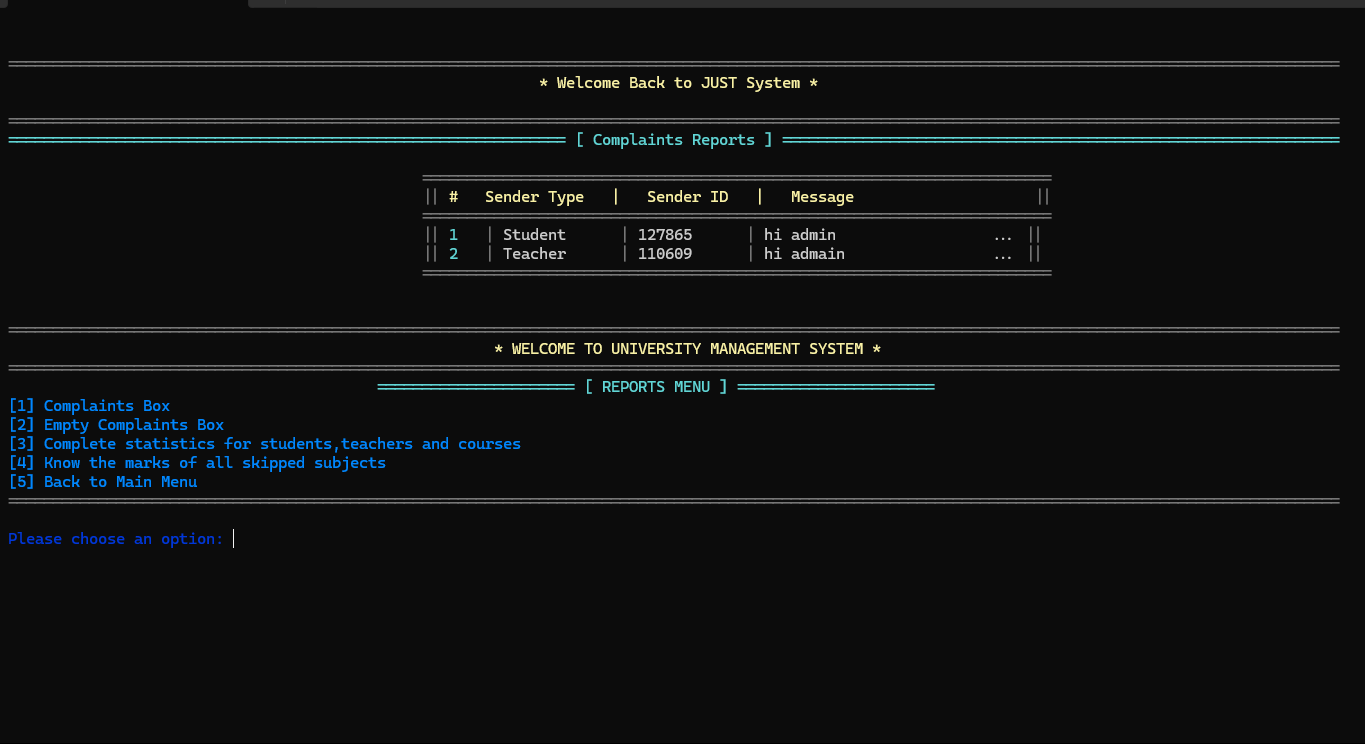 * Welcome Back to JUST System *
[ Complaints Reports ]
|| # Sender Type | Sender ID | Message ||
|| 1 | Student | 127865 | hi admin ... ||
|| 2 | Teacher | 110609 | hi admain ... ||
* WELCOME TO UNIVERSITY MANAGEMENT SYSTEM *
[ REPORTS MENU ]
[1] Complaints Box
[2] Empty Complaints Box
[3] Complete statistics for students,teachers and courses
[4] Know the marks of all skipped subjects
[5] Back to Main Menu
Please choose an option: